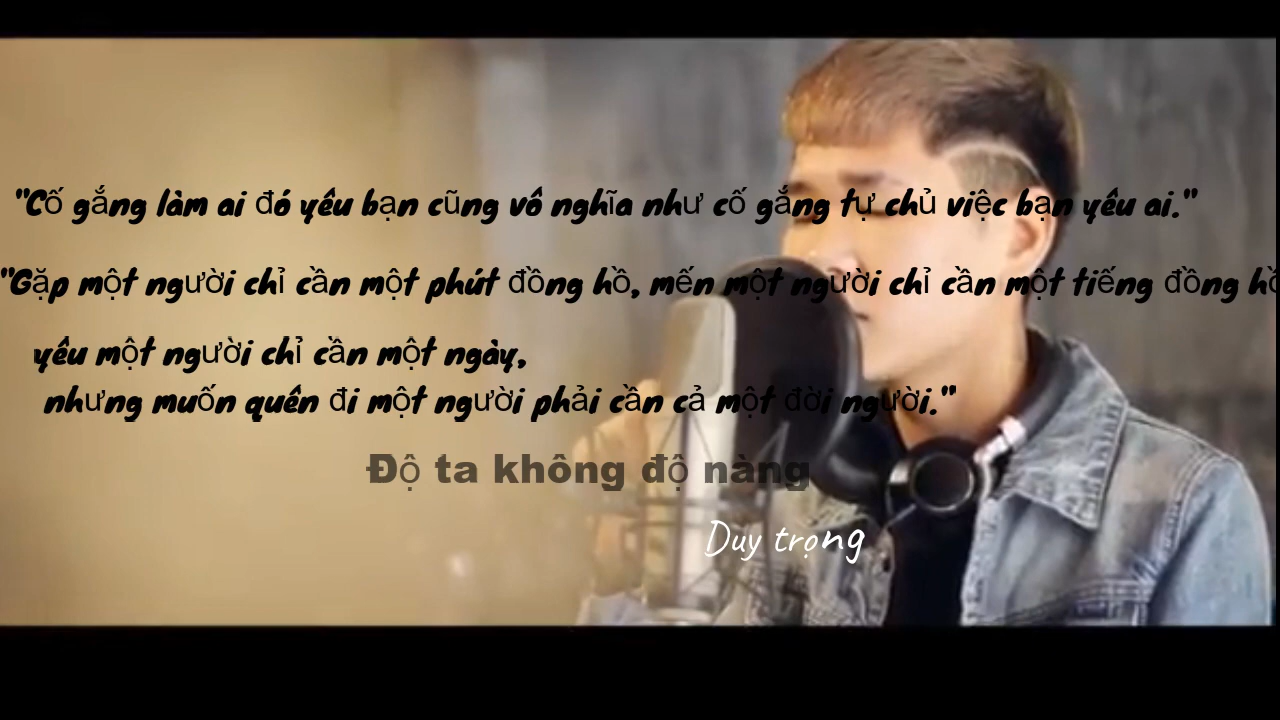 "Cố gắng làm ai đó yêu bạn cũng vô nghĩa như cố gắng tự chủ việc bạn yêu ai."
"Gặp một người chỉ cần một phút đồng hồ, mến một người chỉ cần một tiếng đồng hồ
yêu một người chỉ cần một ngày,
nhưng muốn quên đi một người phải cần cả một đời người."
Độ ta không độ nàng
Duy trọng